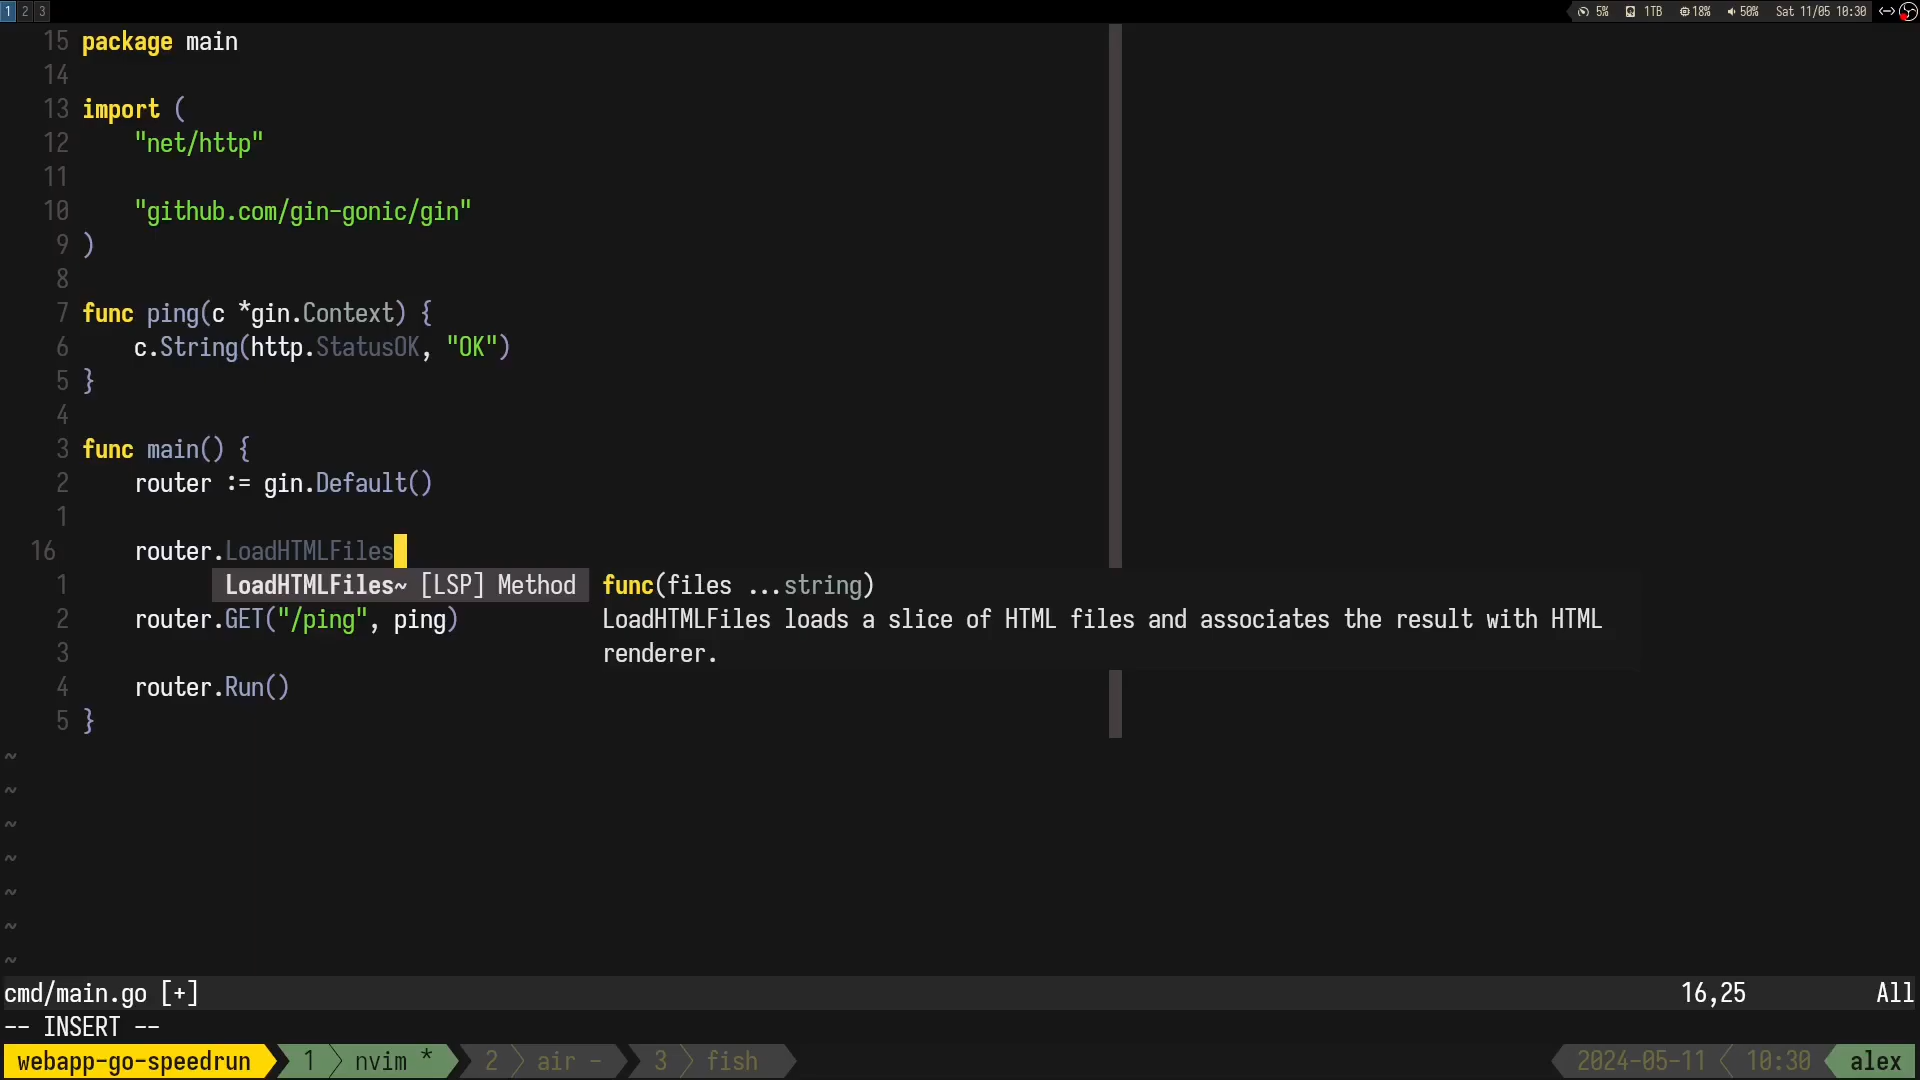 1 2 3 5% 1TB 18% 50% Sat 11/05 10:30
15 package main
14
13 import (
12 "net/http"
11
10 "github.com/gin-gonic/gin"
9 )
8
7 func ping(c *gin.Context) {
6 c.String(http.StatusOK, "OK")
5 }
4
3 func main() {
2 router := gin.Default()
1
16 router.LoadHTMLFiles
1 LoadHTMLFiles~ [LSP] Method func(files ...string)
2 router.GET("/ping", ping) LoadHTMLFiles loads a slice of HTML files and associates the result with HTML
3 renderer.
4 router.Run()
5 }
~
~
~
~
~
~
~
cmd/main.go [+] 16,25 All
-- INSERT --
webapp-go-speedrun 1 nvim * 2 air - 3 fish 2024-05-11 10:30 alex